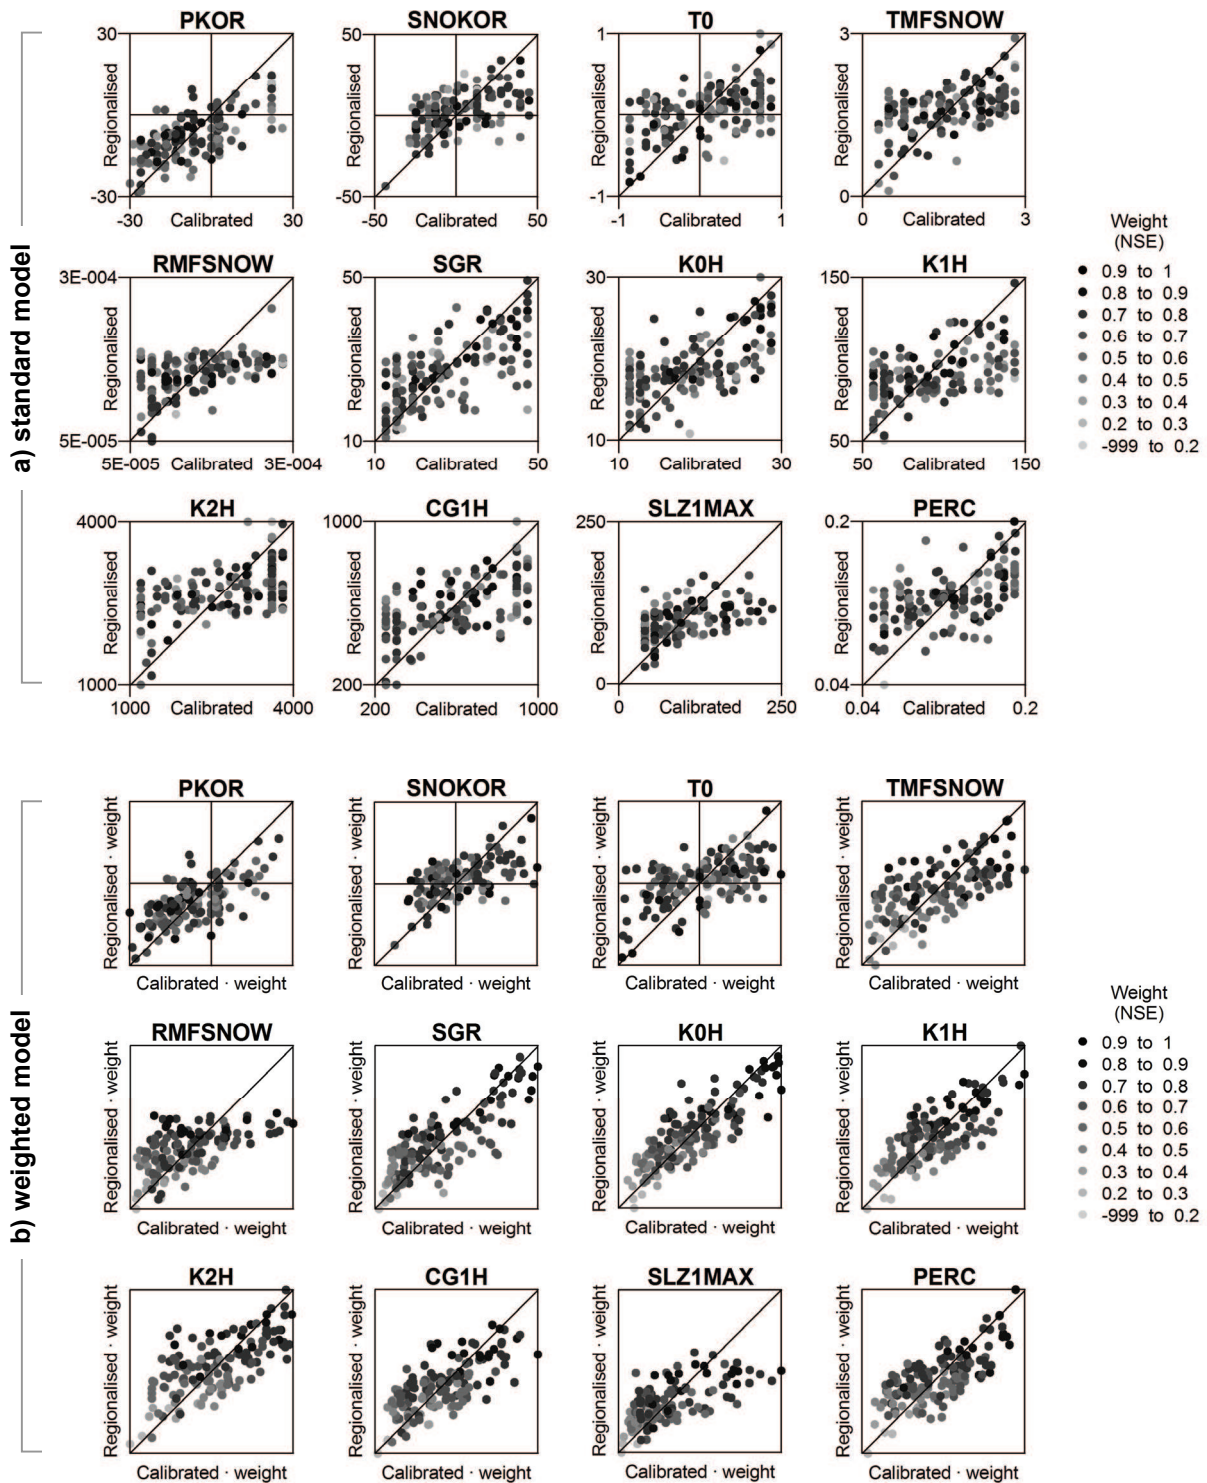 a) standard model
PKOR
SNOKOR
T0
TMFSNOW
30
50
1
3
Regionalised
Regionalised
Regionalised
Regionalised
-30
-50
-1
0
-30 Calibrated 30
-50 Calibrated 50
-1 Calibrated 1
0 Calibrated 3
RMFSNOW
SGR
K0H
K1H
3E-004
50
30
150
Regionalised
Regionalised
Regionalised
Regionalised
5E-005
10
10
50
5E-005 Calibrated 3E-004
10 Calibrated 50
10 Calibrated 30
50 Calibrated 150
K2H
CG1H
SLZ1MAX
PERC
4000
1000
250
0.2
Regionalised
Regionalised
Regionalised
Regionalised
1000
200
0
0.04
1000 Calibrated 4000
200 Calibrated 1000
0 Calibrated 250
0.04 Calibrated 0.2
Weight
(NSE)
0.9 to 1
0.8 to 0.9
0.7 to 0.8
0.6 to 0.7
0.5 to 0.6
0.4 to 0.5
0.3 to 0.4
0.2 to 0.3
-999 to 0.2
b) weighted model
PKOR
SNOKOR
T0
TMFSNOW
Regionalised · weight
Regionalised · weight
Regionalised · weight
Regionalised · weight
Calibrated · weight
Calibrated · weight
Calibrated · weight
Calibrated · weight
RMFSNOW
SGR
K0H
K1H
Regionalised · weight
Regionalised · weight
Regionalised · weight
Regionalised · weight
Calibrated · weight
Calibrated · weight
Calibrated · weight
Calibrated · weight
K2H
CG1H
SLZ1MAX
PERC
Regionalised · weight
Regionalised · weight
Regionalised · weight
Regionalised · weight
Calibrated · weight
Calibrated · weight
Calibrated · weight
Calibrated · weight
Weight
(NSE)
0.9 to 1
0.8 to 0.9
0.7 to 0.8
0.6 to 0.7
0.5 to 0.6
0.4 to 0.5
0.3 to 0.4
0.2 to 0.3
-999 to 0.2